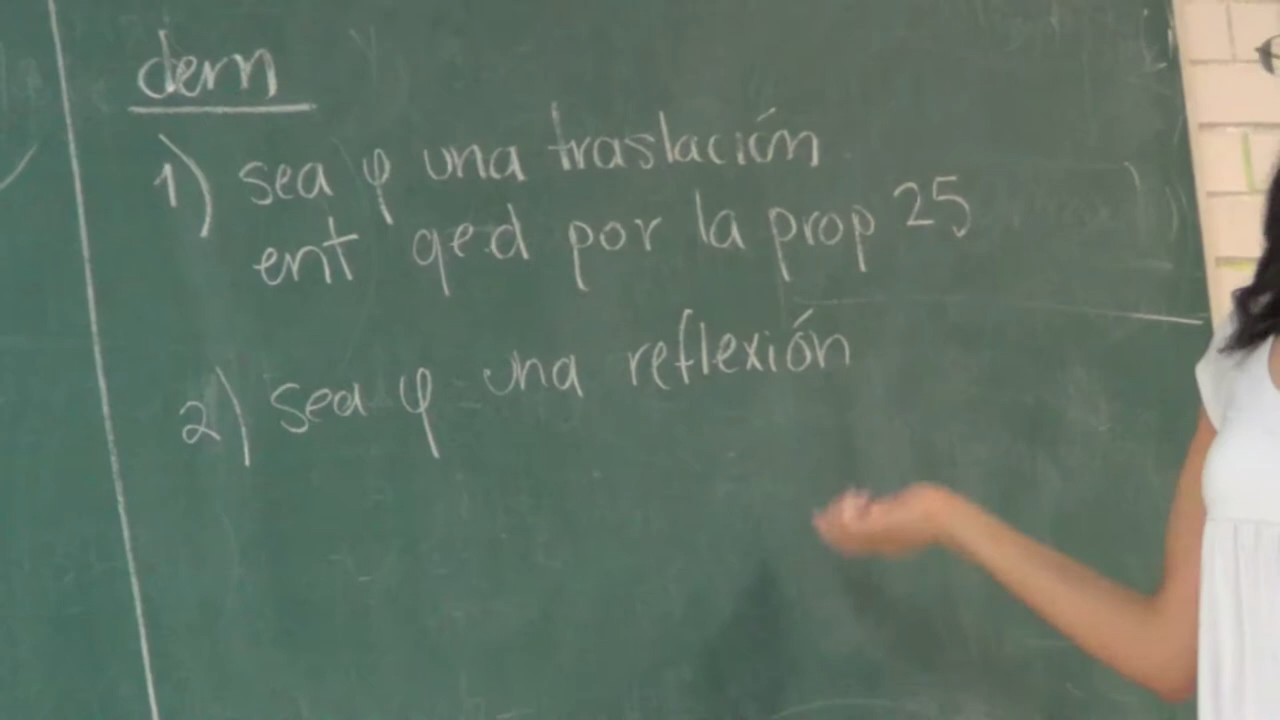 dem
1) sea φ una traslación
ent qed por la prop 25
2) sea φ una reflexión